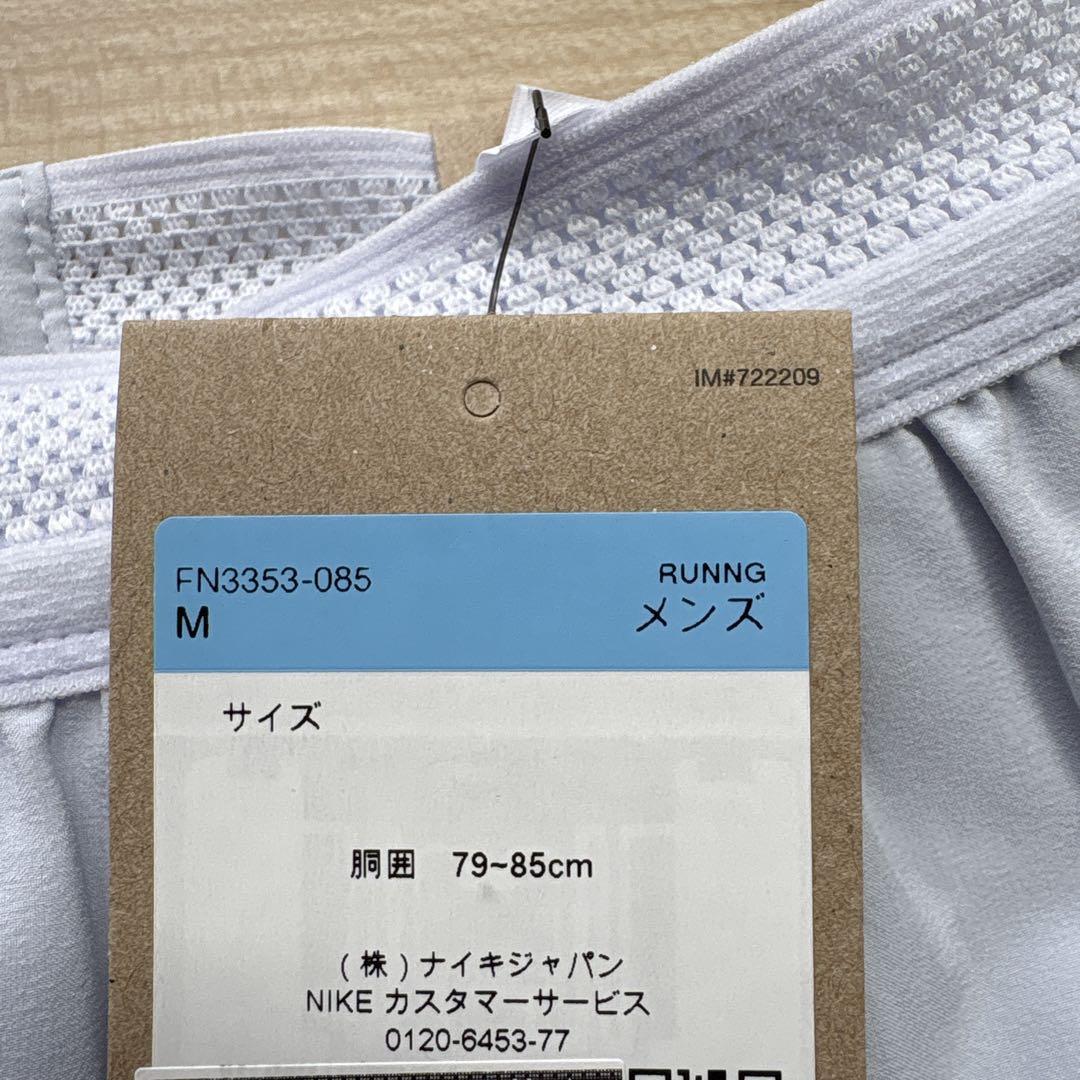 IM#722209
FN3353-085
RUNNG
M
メンズ
サイズ
胴囲 79~85cm
(株)ナイキジャパン
NIKE カスタマーサービス
0120-6453-77